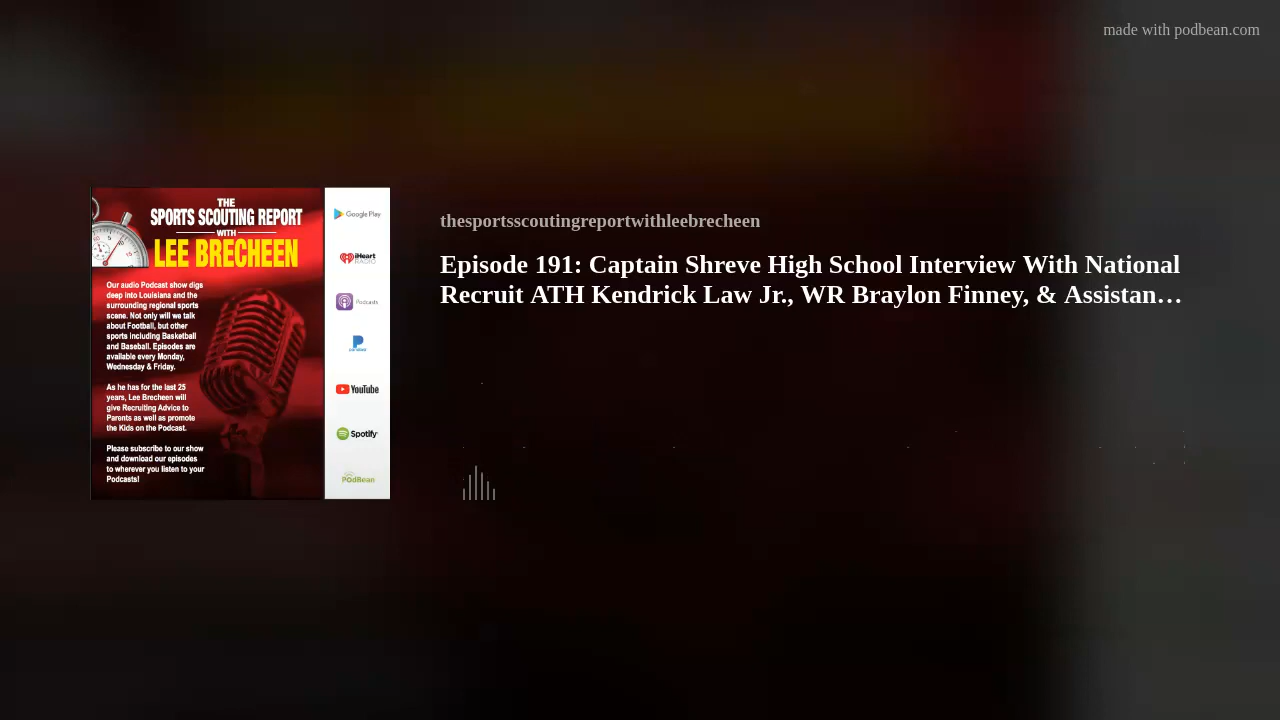 made with podbean.com
THE
SPORTS SCOUTING REPORT
WITH
LEE BRECHEEN
Our audio Podcast show digs
deep into Louisiana and the
surrounding regional sports
scene. Not only will we talk
about Football, but other
sports including Basketball
and Baseball. Episodes are
available every Monday,
Wednesday & Friday.
As he has for the last 25
years, Lee Brecheen will
give Recruiting Advice to
Parents as well as promote
the Kids on the Podcast.
Please subscribe to our show
and download our episodes
to wherever you listen to your
Podcasts!
Google Play
iHeart
RADIO
Podcasts
YouTube
Spotify
PodBean
thesportsscoutingreportwithleebrecheen
Episode 191: Captain Shreve High School Interview With National
Recruit ATH Kendrick Law Jr., WR Braylon Finney, & Assistan…